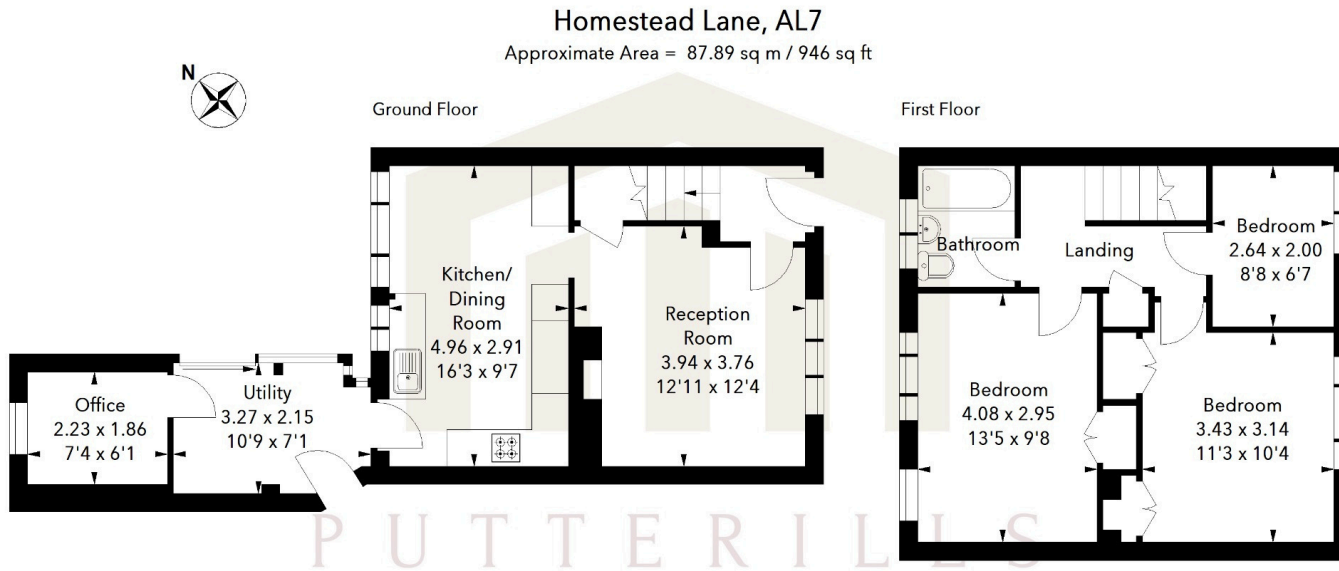 Homestead Lane, AL7
Approximate Area = 87.89 sq m / 946 sq ft
N
Ground Floor
Kitchen/
Dining
Room
4.96 x 2.91
16'3 x 9'7
Reception
Room
3.94 x 3.76
12'11 x 12'4
Office
2.23 x 1.86
7'4 x 6'1
Utility
3.27 x 2.15
10'9 x 7'1
First Floor
Bathroom
Landing
Bedroom
2.64 x 2.00
8'8 x 6'7
Bedroom
4.08 x 2.95
13'5 x 9'8
Bedroom
3.43 x 3.14
11'3 x 10'4
PUTTERILLS